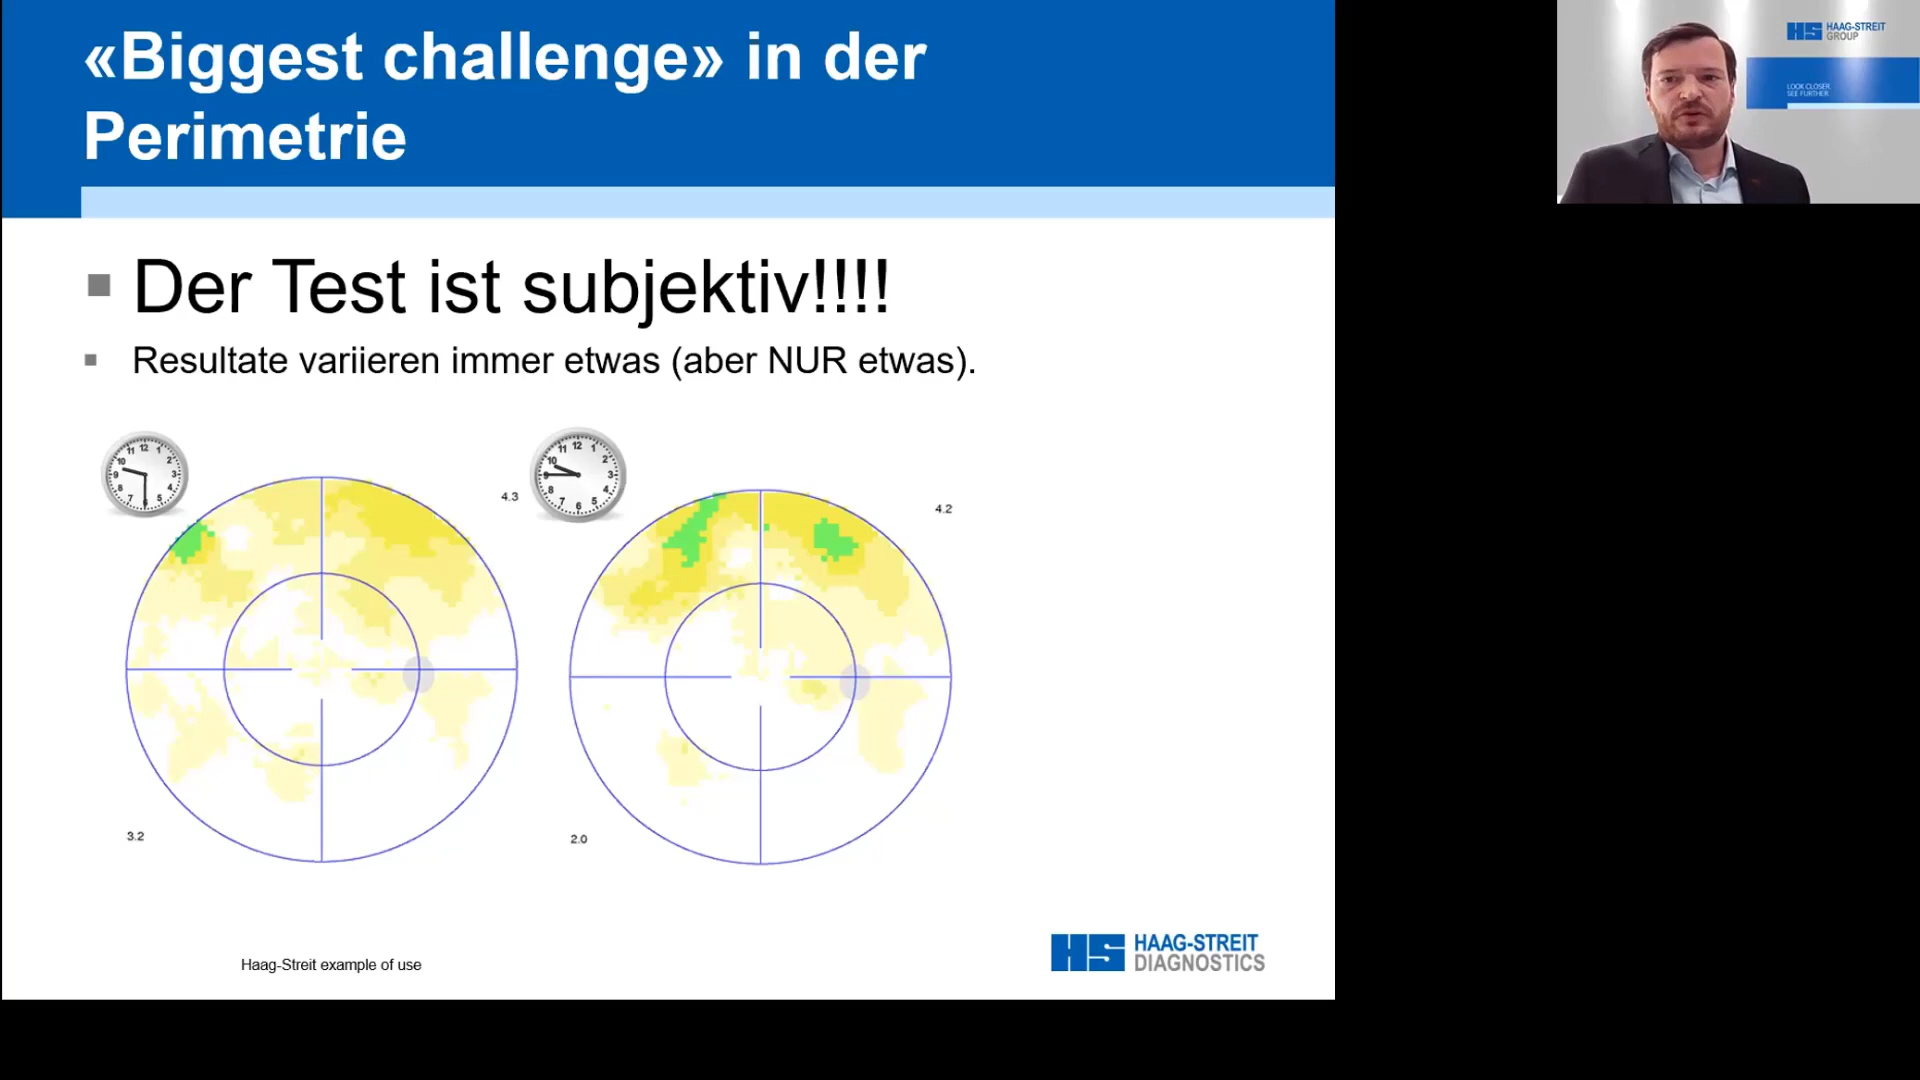 «Biggest challenge» in der
Perimetrie
Der Test ist subjektiv!!!!
Resultate variieren immer etwas (aber NUR etwas).
4.3
4.2
3.2
2.0
Haag-Streit example of use
HS HAAG-STREIT
DIAGNOSTICS
HS HAAG-STREIT
GROUP
LOOK CLOSER
SEE FURTHER